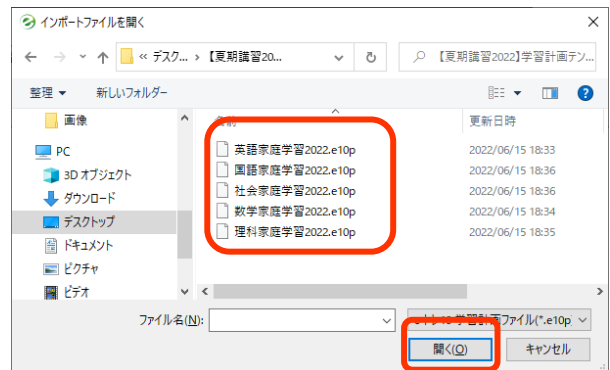 インポートファイルを開く
« デスク... › 【夏期講習20...
【夏期講習2022】学習計画テン...
整理 新しいフォルダー
更新日時
画像
PC
3D オブジェクト
ダウンロード
デスクトップ
ドキュメント
ピクチャ
ビデオ
英語家庭学習2022.e10p 2022/06/15 18:33
国語家庭学習2022.e10p 2022/06/15 18:36
社会家庭学習2022.e10p 2022/06/15 18:36
数学家庭学習2022.e10p 2022/06/15 18:34
理科家庭学習2022.e10p 2022/06/15 18:35
ファイル名(N):
学習計画ファイル(*.e10p
開く(O) キャンセル